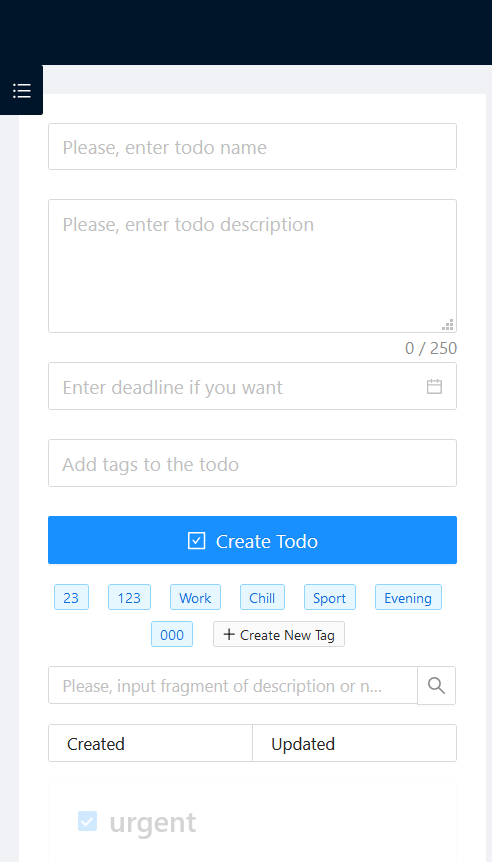 Please, enter todo name
Please, enter todo description
0 / 250
Enter deadline if you want
Add tags to the todo
Create Todo
23 123 Work Chill Sport Evening
000 + Create New Tag
Please, input fragment of description or n...
Created Updated
urgent